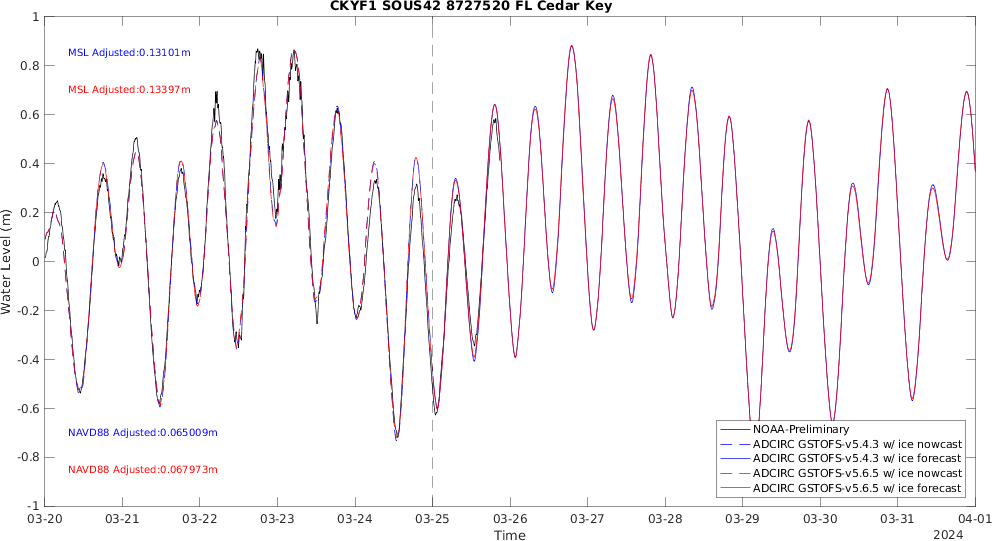 CKYF1 SOUS42 8727520 FL Cedar Key
1
0.8
0.6
0.4
0.2
0
-0.2
-0.4
-0.6
-0.8
-1
Water Level (m)
MSL Adjusted:0.13101m
MSL Adjusted:0.13397m
NAVD88 Adjusted:0.065009m
NAVD88 Adjusted:0.067973m
NOAA-Preliminary
ADCIRC GSTOFS-v5.4.3 w/ ice nowcast
ADCIRC GSTOFS-v5.4.3 w/ ice forecast
ADCIRC GSTOFS-v5.6.5 w/ ice nowcast
ADCIRC GSTOFS-v5.6.5 w/ ice forecast
03-20 03-21 03-22 03-23 03-24 03-25 03-26 03-27 03-28 03-29 03-30 03-31 04-01
Time
2024